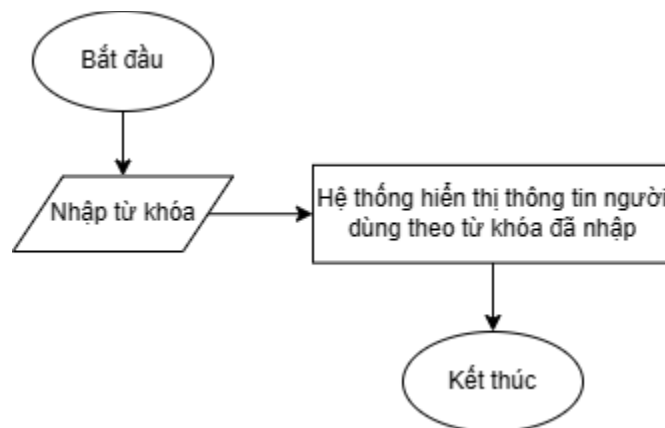 Bắt đầu
Nhập từ khóa
Hệ thống hiển thị thông tin người
dùng theo từ khóa đã nhập
Kết thúc